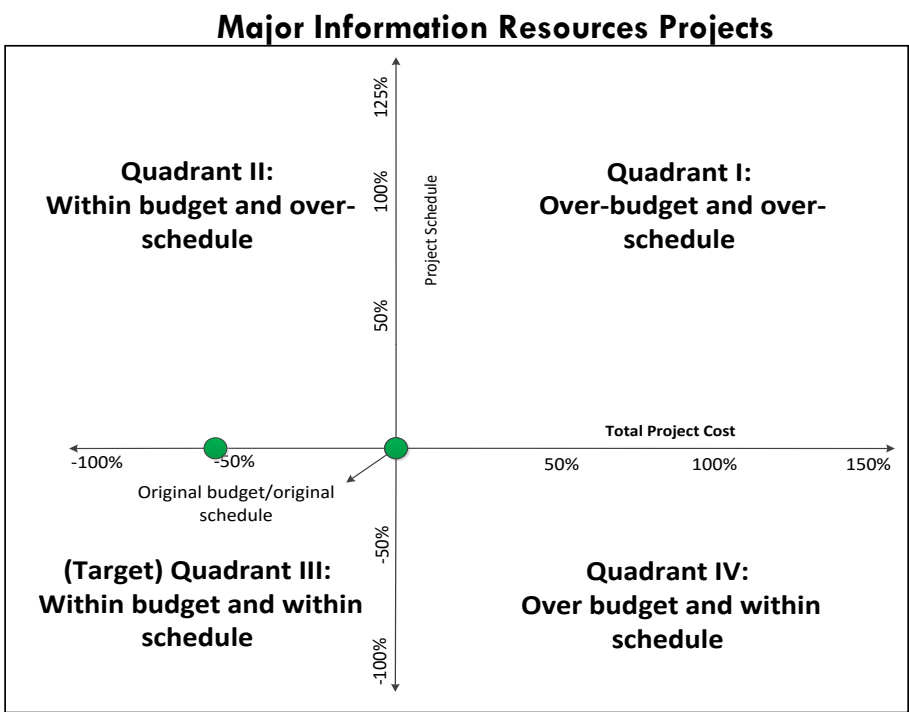 Major Information Resources Projects
125%
Quadrant II:
Within budget and over-
schedule
100%
Project Schedule
Quadrant I:
Over-budget and over-
schedule
50%
Total Project Cost
-100%
-50%
50%
100%
150%
Original budget/original
schedule
-50%
(Target) Quadrant III:
Within budget and within
schedule
Quadrant IV:
Over budget and within
schedule
-100%